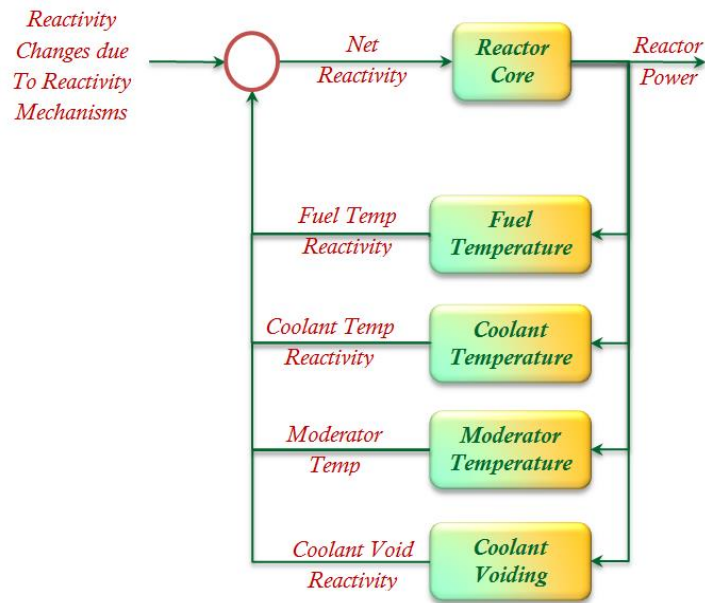 Reactivity
Changes due
To Reactivity
Mechanisms
Net
Reactivity
Reactor
Core
Reactor
Power
Fuel Temp
Reactivity
Fuel
Temperature
Coolant Temp
Reactivity
Coolant
Temperature
Moderator
Temp
Moderator
Temperature
Coolant Void
Reactivity
Coolant
Voiding